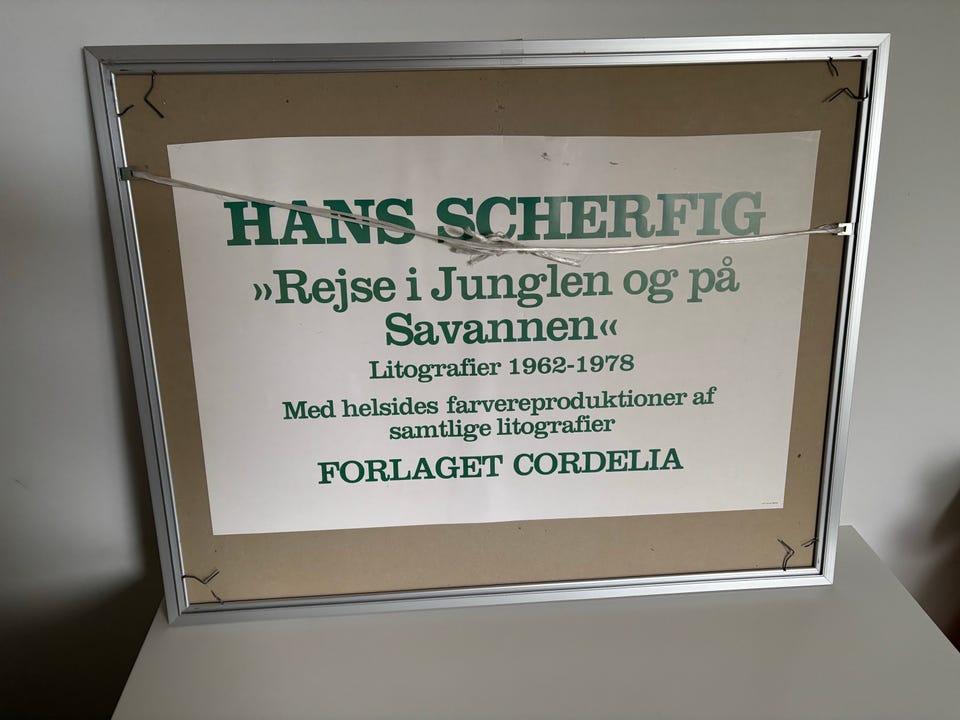 HANS SCHERFIG
»Rejse i Junglen og på
Savannen«
Litografier 1962-1978
Med helsides farvereproduktioner af
samtlige litografier
FORLAGET CORDELIA